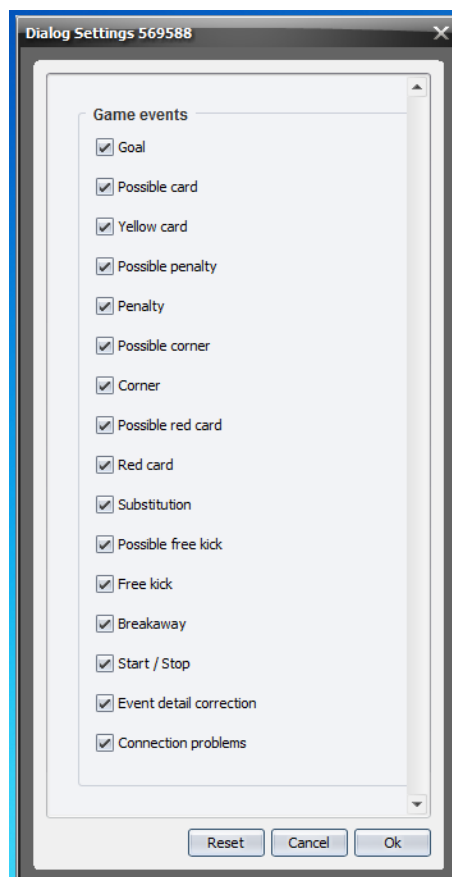 Dialog Settings 569588
Game events
Goal
Possible card
Yellow card
Possible penalty
Penalty
Possible corner
Corner
Possible red card
Red card
Substitution
Possible free kick
Free kick
Breakaway
Start / Stop
Event detail correction
Connection problems
Reset Cancel Ok